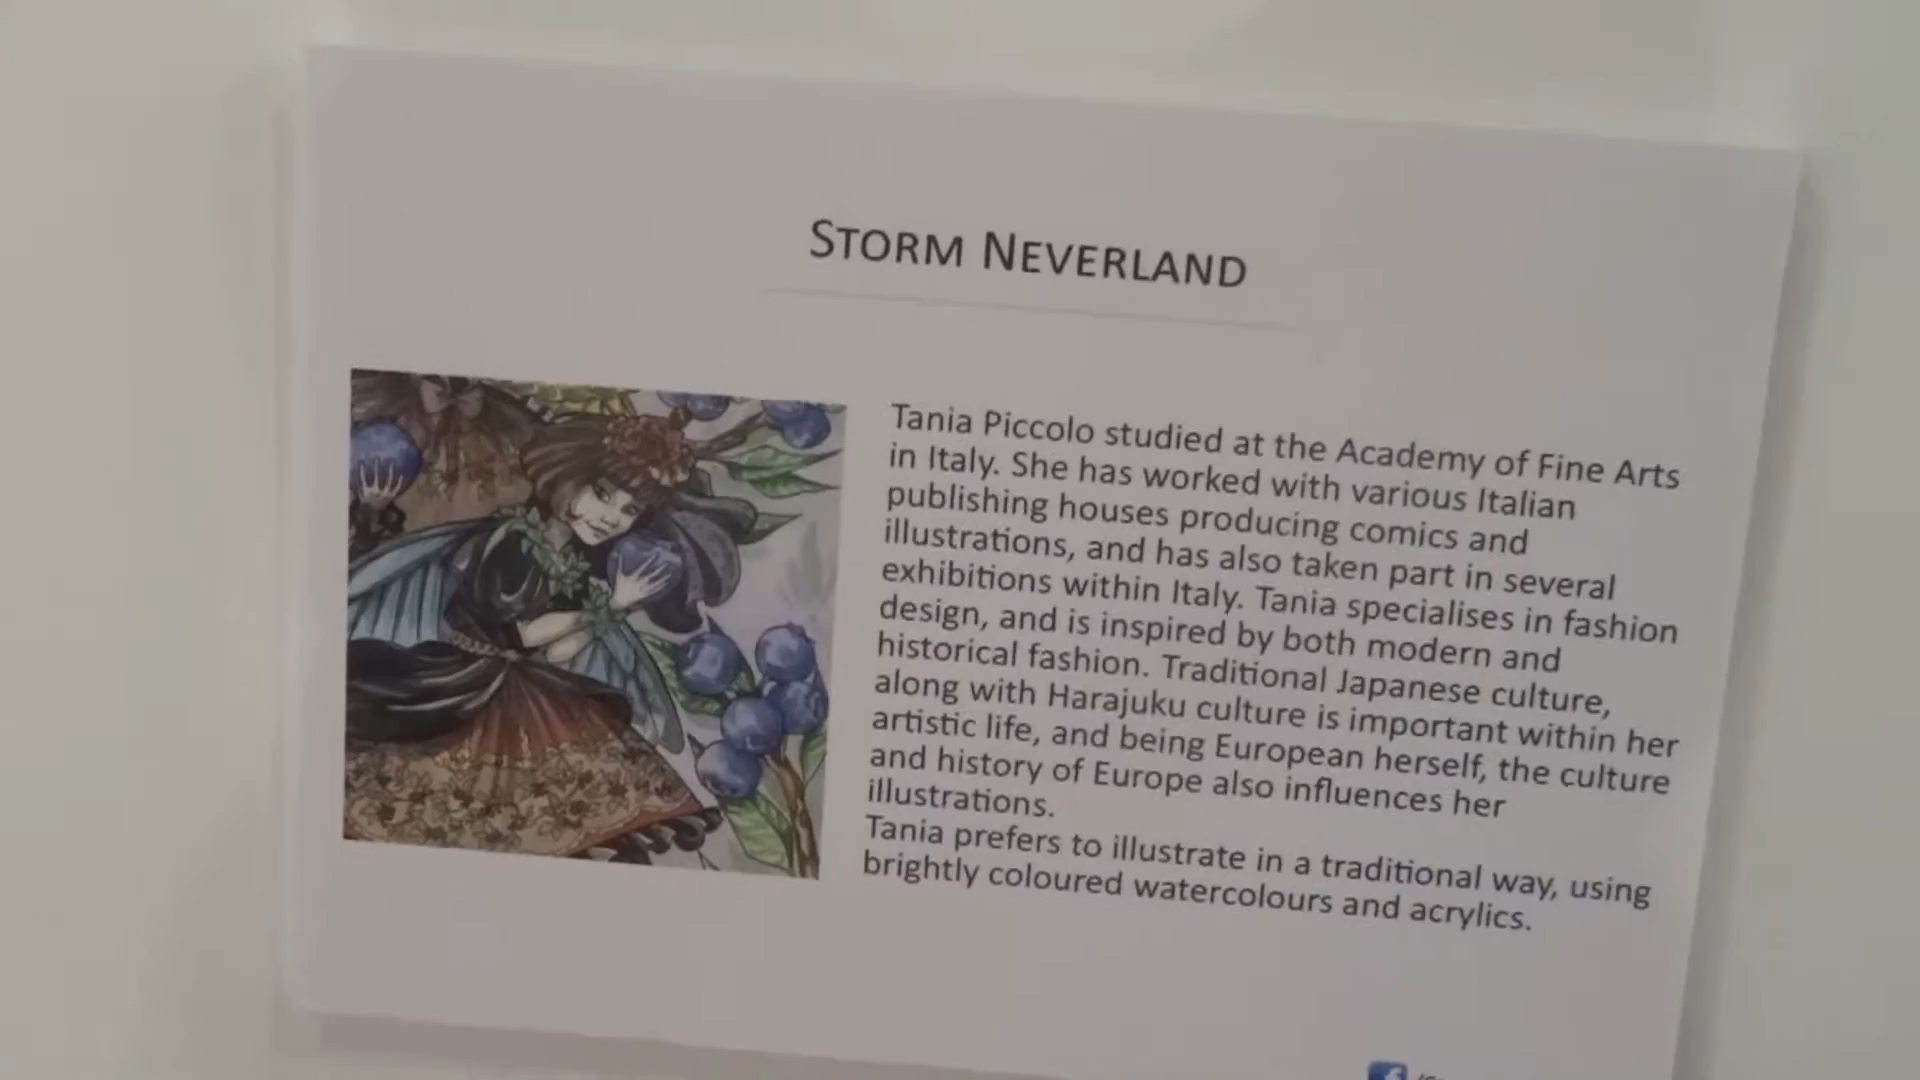 STORM NEVERLAND
Tania Piccolo studied at the Academy of Fine Arts
in Italy. She has worked with various Italian
publishing houses producing comics and
illustrations, and has also taken part in several
exhibitions within Italy. Tania specialises in fashion
design, and is inspired by both modern and
historical fashion. Traditional Japanese culture,
along with Harajuku culture is important within her
artistic life, and being European herself, the culture
and history of Europe also influences her
illustrations.
Tania prefers to illustrate in a traditional way, using
brightly coloured watercolours and acrylics.